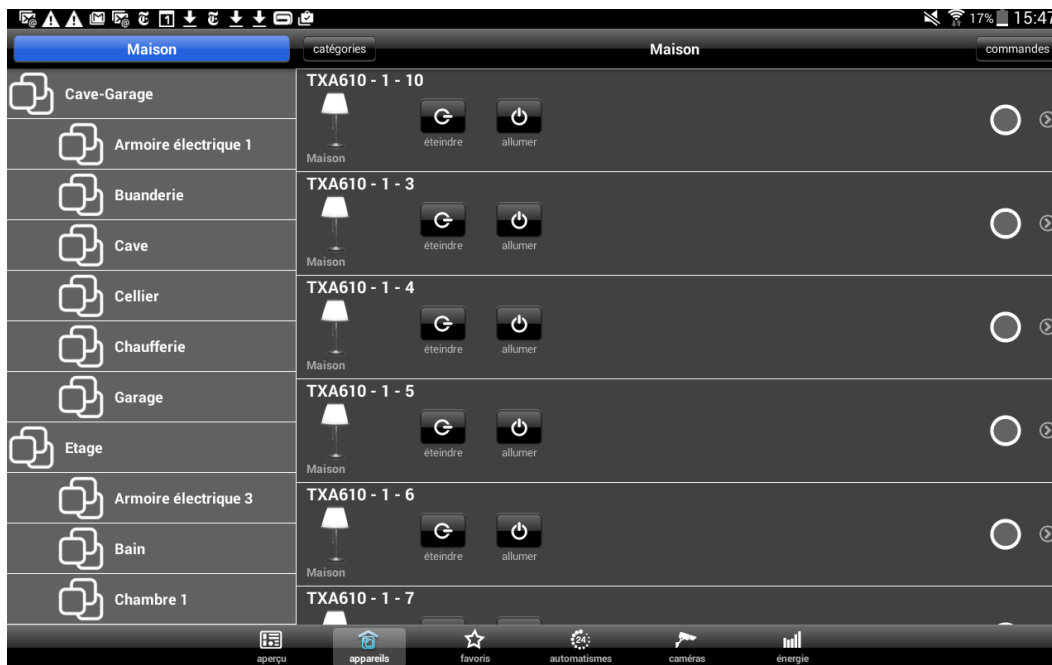 17% 15:47
Maison
catégories
Maison
commandes
Cave-Garage
Armoire électrique 1
Buanderie
Cave
Cellier
Chaufferie
Garage
Etage
Armoire électrique 3
Bain
Chambre 1
TXA610 - 1 - 10
éteindre
allumer
Maison
TXA610 - 1 - 3
éteindre
allumer
Maison
TXA610 - 1 - 4
éteindre
allumer
Maison
TXA610 - 1 - 5
éteindre
allumer
Maison
TXA610 - 1 - 6
éteindre
allumer
Maison
TXA610 - 1 - 7
aperçu
appareils
favoris
24
automatismes
caméras
énergie